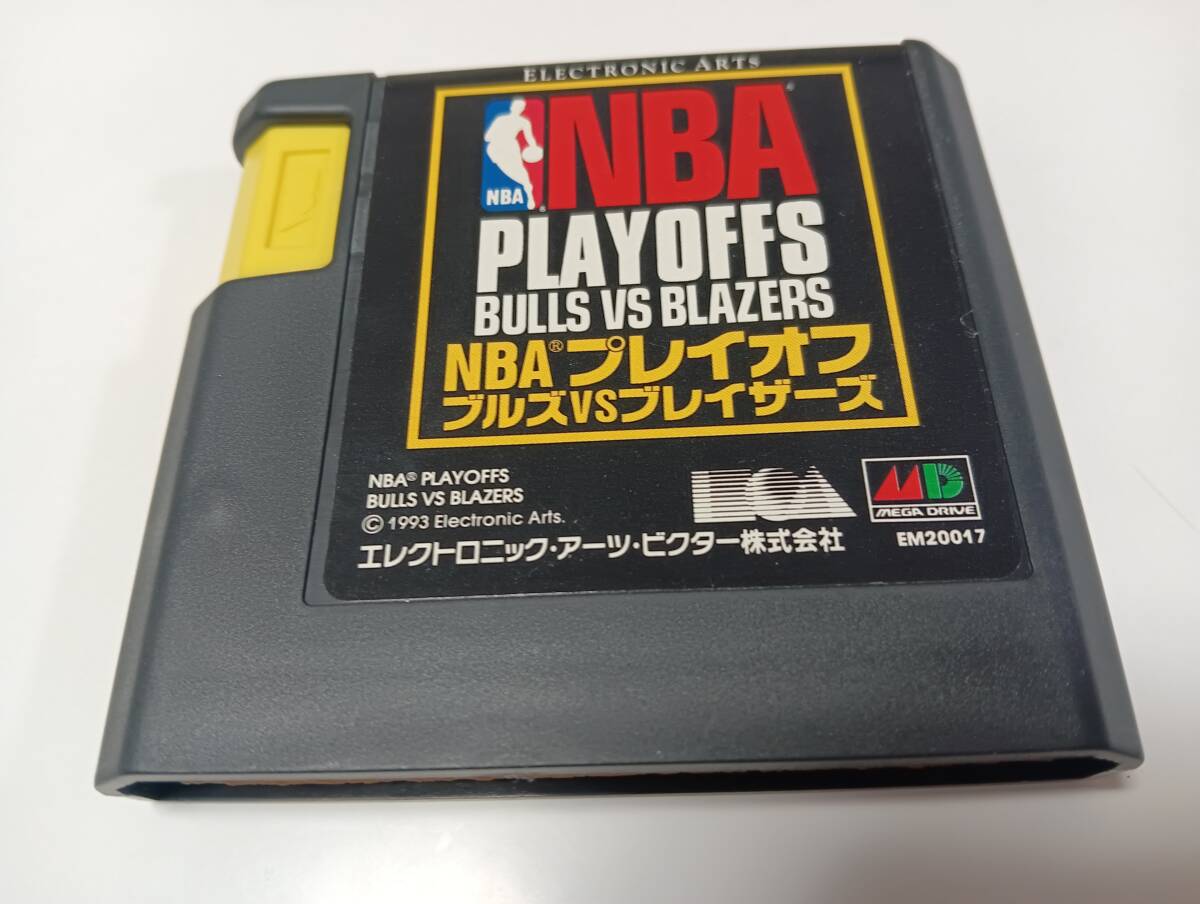 ELECTRONIC ARTS
NBA
NBA
PLAYOFFS
BULLS VS BLAZERS
NBA® プレイオフ
ブルズVSブレイザーズ
NBA® PLAYOFFS
BULLS VS BLAZERS
© 1993 Electronic Arts.
ECA
MD
MEGA DRIVE
エレクトロニック・アーツ・ビクター株式会社
EM20017